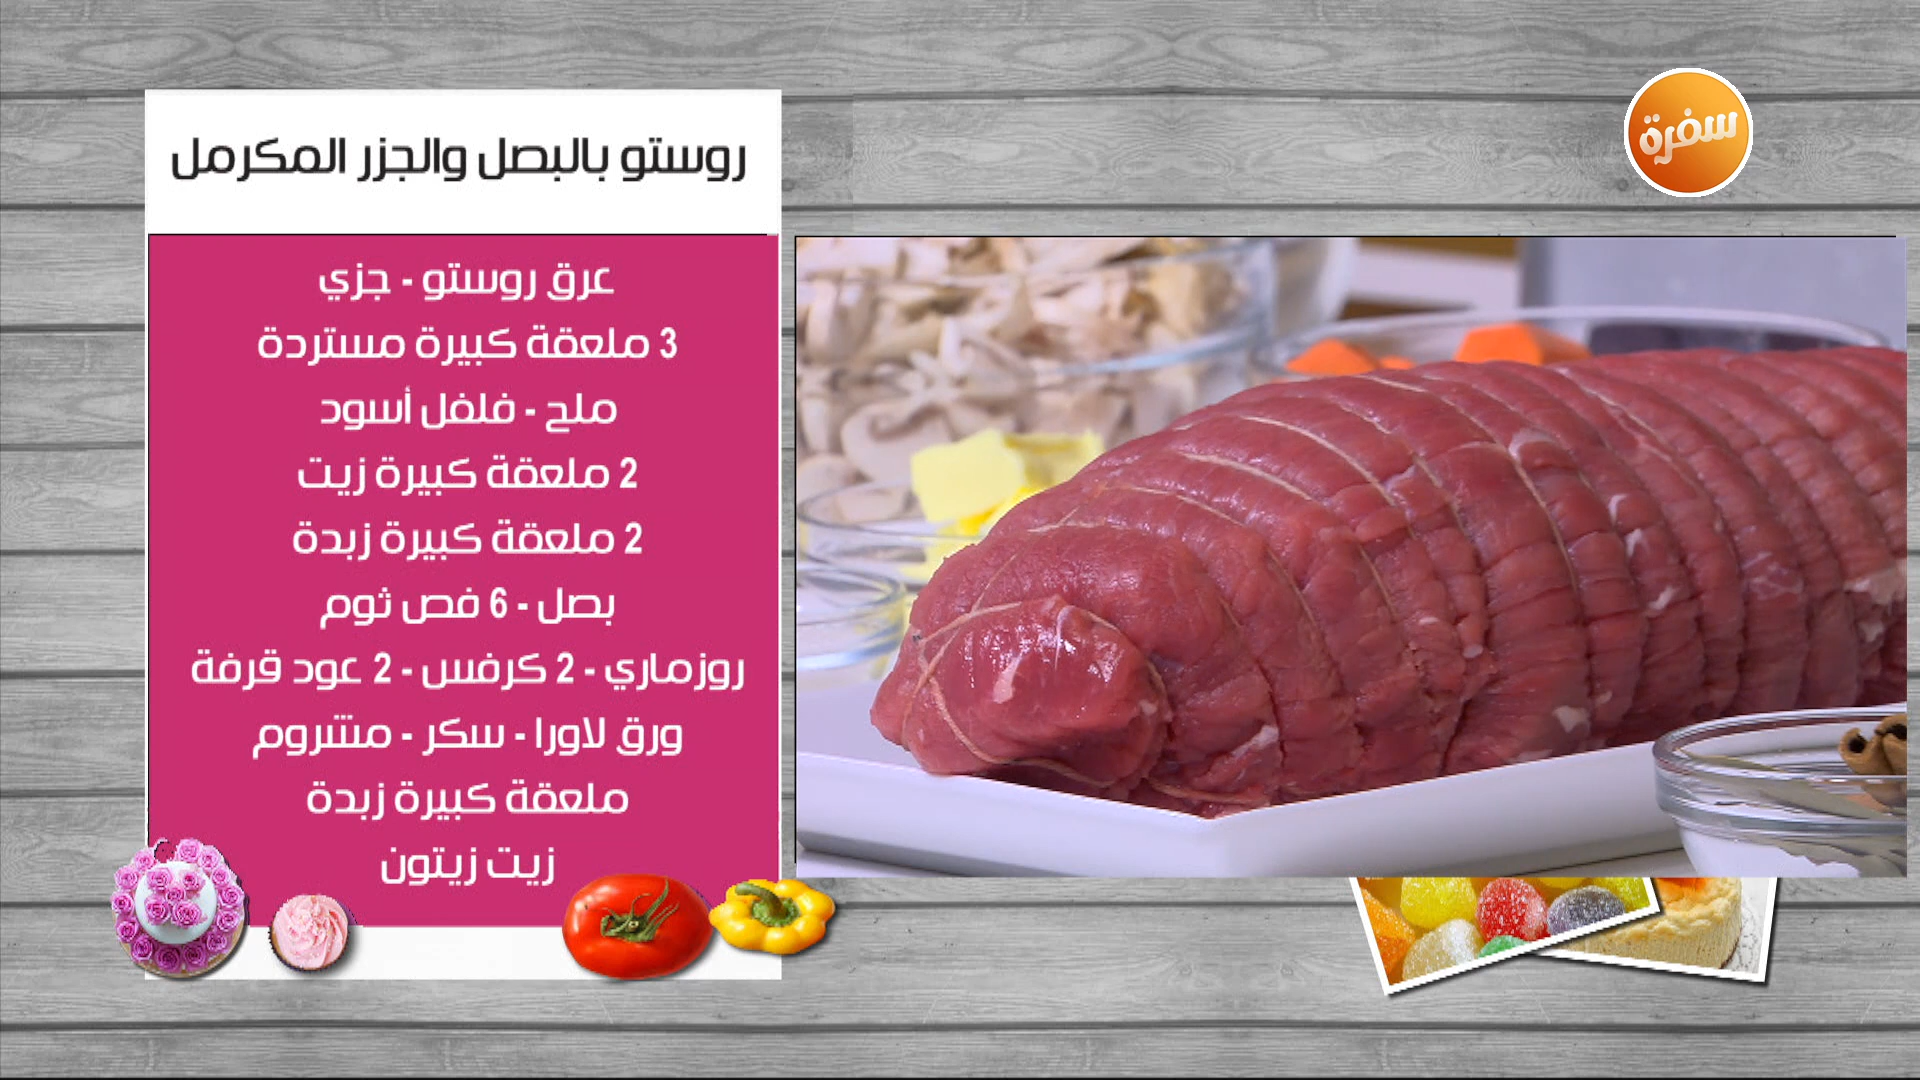 سفرة
روستو بالبصل والجزر المكرمل
عرق روستو - جزي
3 ملعقة كبيرة مستردة
ملح - فلفل أسود
2 ملعقة كبيرة زيت
2 ملعقة كبيرة زبدة
بصل - 6 فص ثوم
روزماري - 2 كرفس - 2 عود قرفة
ورق لاورا - سكر - مشروم
ملعقة كبيرة زبدة
زيت زيتون